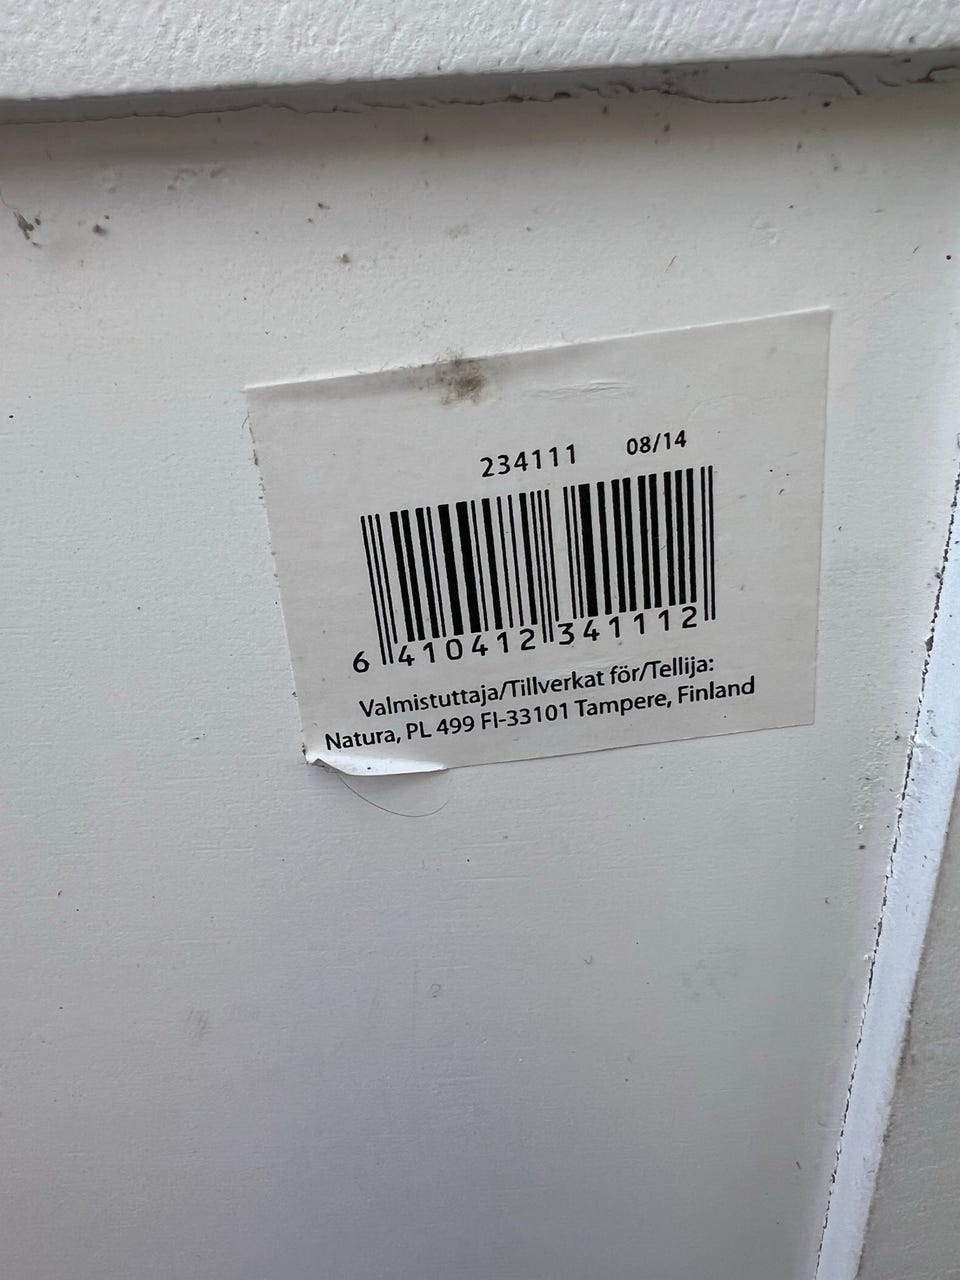 234111 08/14
6 410412 341112
Valmistuttaja/Tillverkat för/Tellija:
Natura, PL 499 FI-33101 Tampere, Finland